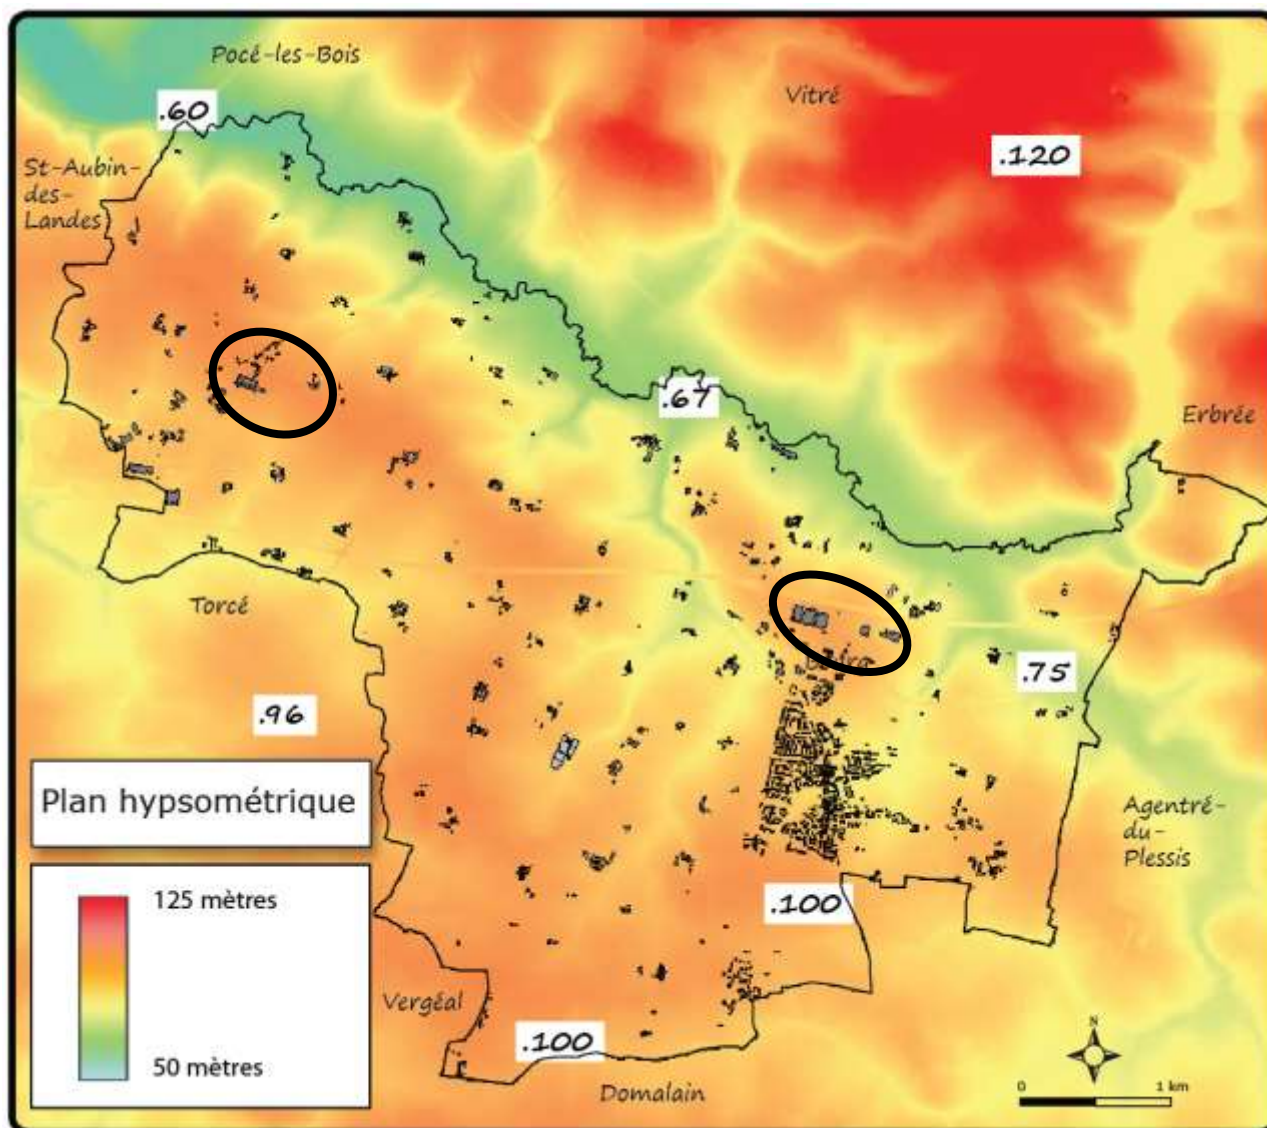 Pocé-les-Bois
Vitré
.60
.120
St-Aubin-
des-
Landes
.67
Erbrée
Torcé
.75
.96
Plan hypsométrique
Agentré-
du-
Plessis
125 mètres
.100
50 mètres
Vergéal
.100
Domalain
N
0 1 km